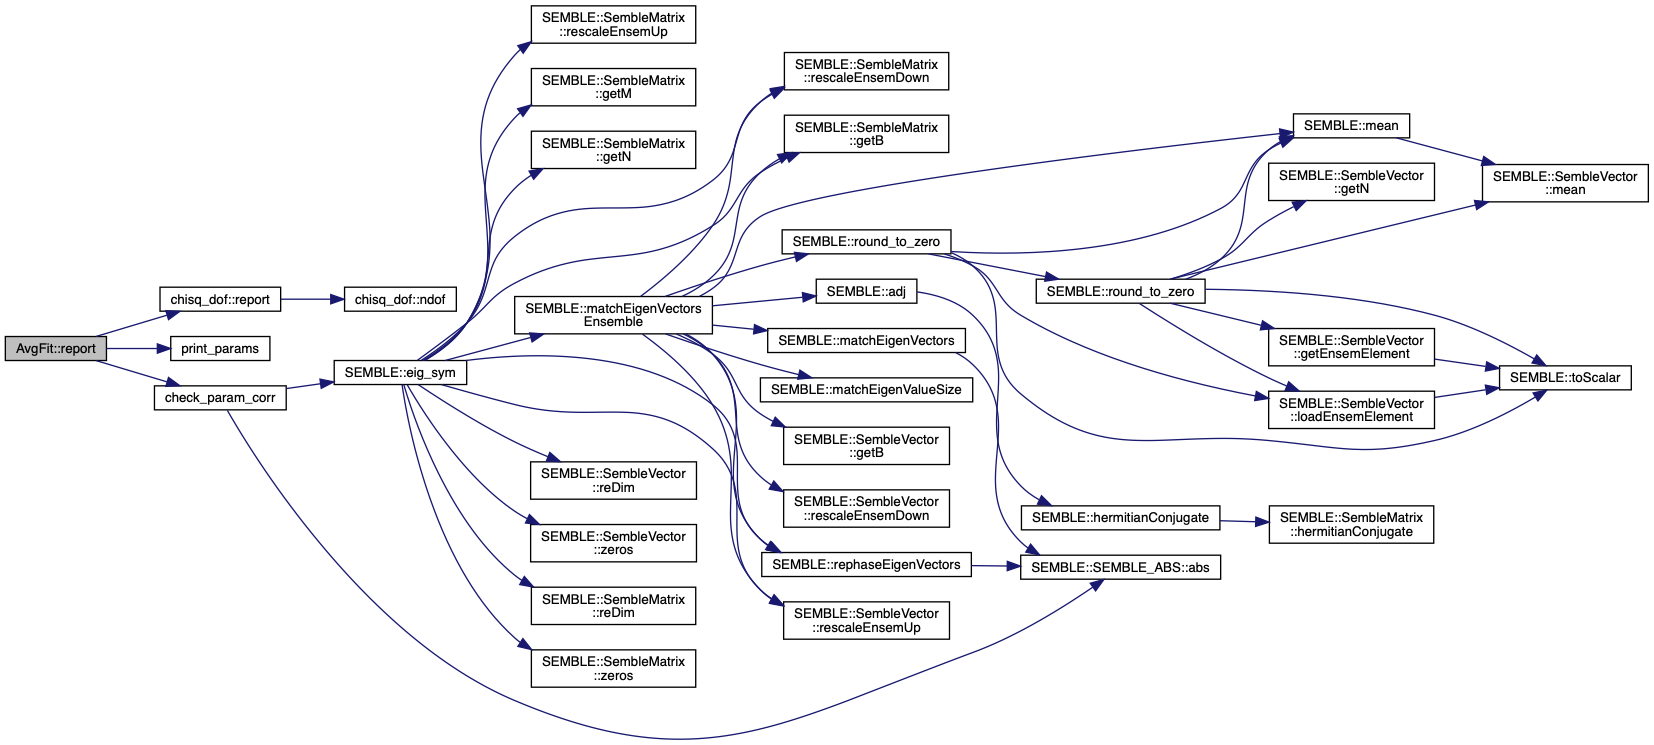 AvgFit::report
chisq_dof::report
print_params
check_param_corr
chisq_dof::ndof
SEMBLE::eig_sym
SEMBLE::SembleMatrix
::rescaleEnsemUp
SEMBLE::SembleMatrix
::getM
SEMBLE::SembleMatrix
::getN
SEMBLE::matchEigenVectors
Ensemble
SEMBLE::SembleVector
::reDim
SEMBLE::SembleVector
::zeros
SEMBLE::SembleMatrix
::reDim
SEMBLE::SembleMatrix
::zeros
SEMBLE::SembleMatrix
::rescaleEnsemDown
SEMBLE::SembleMatrix
::getB
SEMBLE::round_to_zero
SEMBLE::adj
SEMBLE::matchEigenVectors
SEMBLE::matchEigenValueSize
SEMBLE::SembleVector
::getB
SEMBLE::SembleVector
::rescaleEnsemDown
SEMBLE::rephaseEigenVectors
SEMBLE::SembleVector
::rescaleEnsemUp
SEMBLE::round_to_zero
SEMBLE::hermitianConjugate
SEMBLE::SEMBLE_ABS::abs
SEMBLE::mean
SEMBLE::SembleVector
::getN
SEMBLE::SembleVector
::getEnsemElement
SEMBLE::SembleVector
::loadEnsemElement
SEMBLE::SembleMatrix
::hermitianConjugate
SEMBLE::SembleVector
::mean
SEMBLE::toScalar